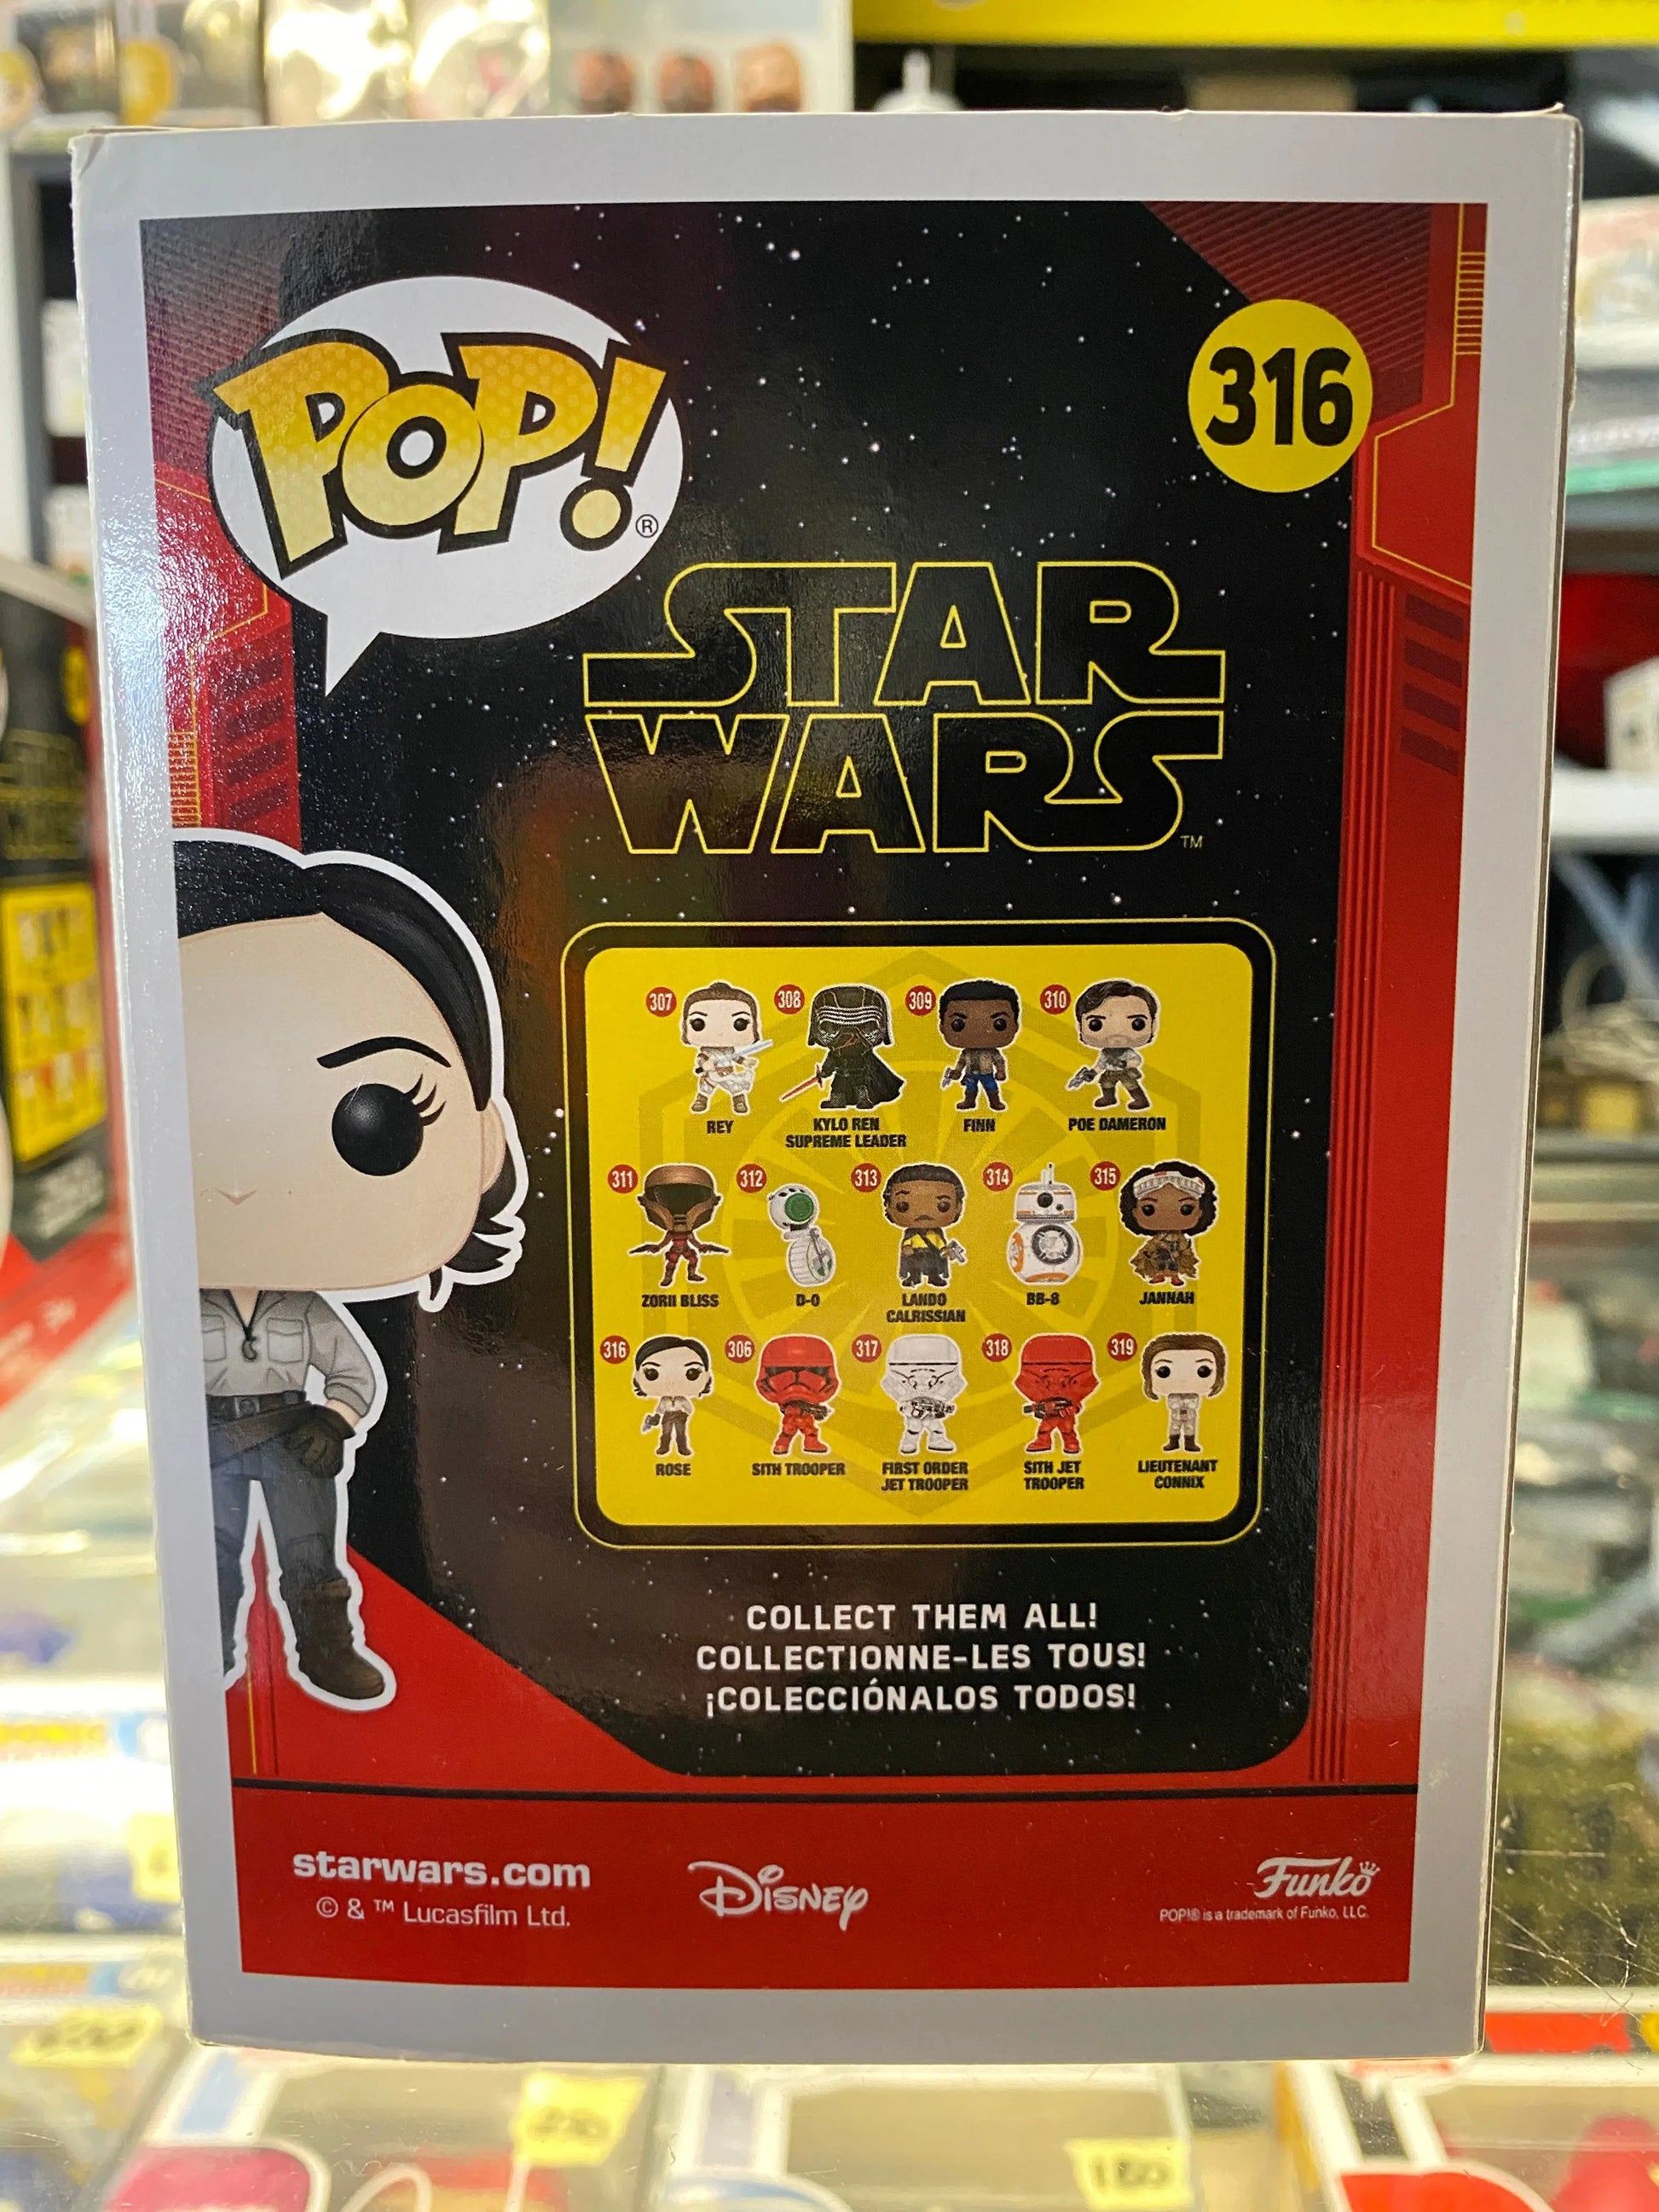 POP!®
316
STAR
WARS™
307 308 309 310
REY KYLO REN FINN POE DAMERON
SUPREME LEADER
311 312 313 314 315
ZORII BLISS D-O LANDO BB-8 JANNAH
CALRISSIAN
316 306 317 318 319
ROSE SITH TROOPER FIRST ORDER SITH JET LIEUTENANT
JET TROOPER TROOPER CONNIX
COLLECT THEM ALL!
COLLECTIONNE-LES TOUS!
¡COLECCIÓNALOS TODOS!
starwars.com
© & ™ Lucasfilm Ltd.
Disney
Funko
POP!® is a trademark of Funko, LLC.